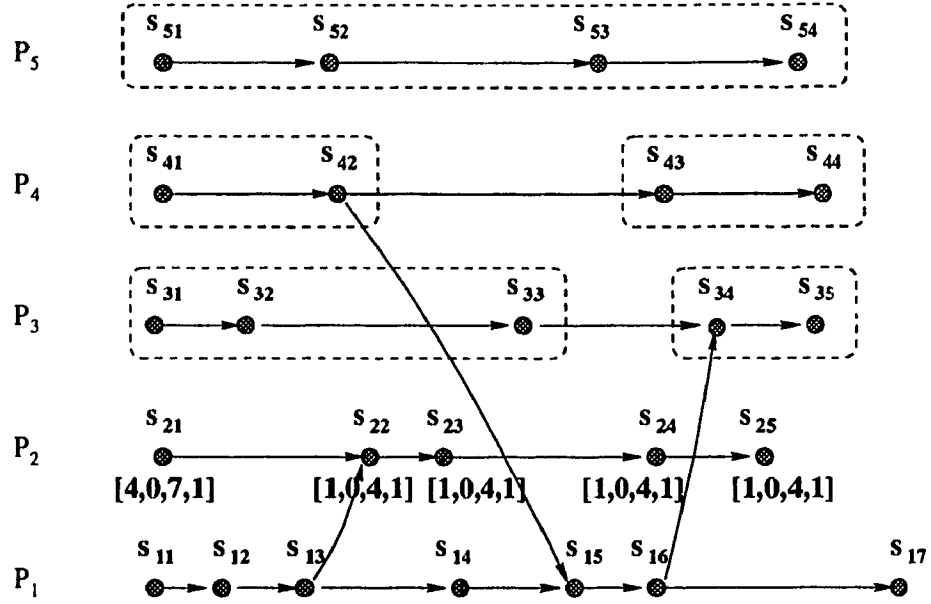 P5 S51 S52 S53 S54
P4 S41 S42 S43 S44
P3 S31 S32 S33 S34 S35
P2 S21 S22 S23 S24 S25
[4,0,7,1] [1,0,4,1] [1,0,4,1] [1,0,4,1] [1,0,4,1]
P1 S11 S12 S13 S14 S15 S16 S17